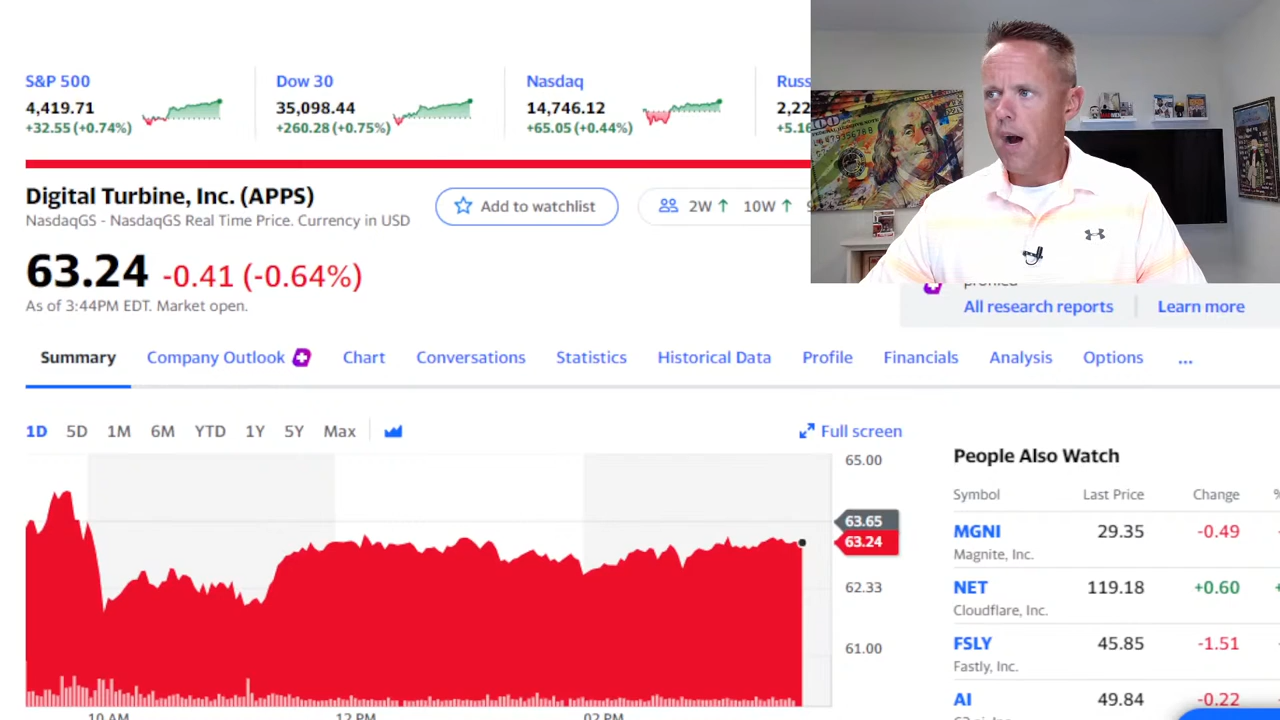 S&P 500
4,419.71
+32.55 (+0.74%)
Dow 30
35,098.44
+260.28 (+0.75%)
Nasdaq
14,746.12
+65.05 (+0.44%)
Russ
2,22
+5.16
Digital Turbine, Inc. (APPS)
NasdaqGS - NasdaqGS Real Time Price. Currency in USD
Add to watchlist
2W ↑ 10W ↑
63.24 -0.41 (-0.64%)
As of 3:44PM EDT. Market open.
All research reports
Learn more
Summary Company Outlook Chart Conversations Statistics Historical Data Profile Financials Analysis Options ...
1D 5D 1M 6M YTD 1Y 5Y Max
Full screen
65.00
63.65
63.24
62.33
61.00
10 AM 12 PM 02 PM
People Also Watch
Symbol Last Price Change %
MGNI 29.35 -0.49
Magnite, Inc.
NET 119.18 +0.60
Cloudflare, Inc.
FSLY 45.85 -1.51
Fastly, Inc.
AI 49.84 -0.22